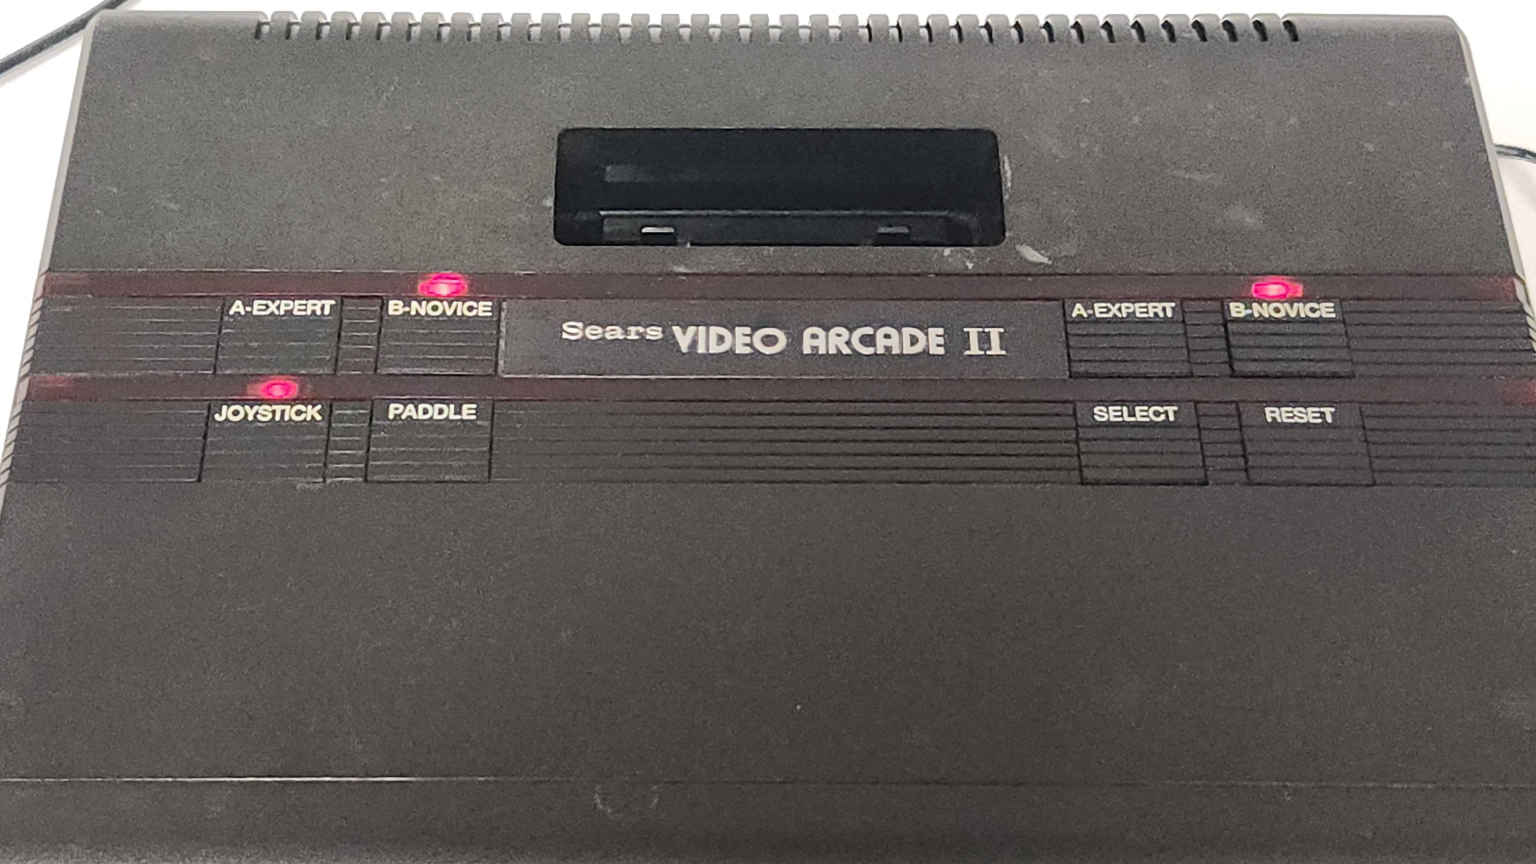 A-EXPERT B-NOVICE Sears VIDEO ARCADE II A-EXPERT B-NOVICE
JOYSTICK PADDLE SELECT RESET